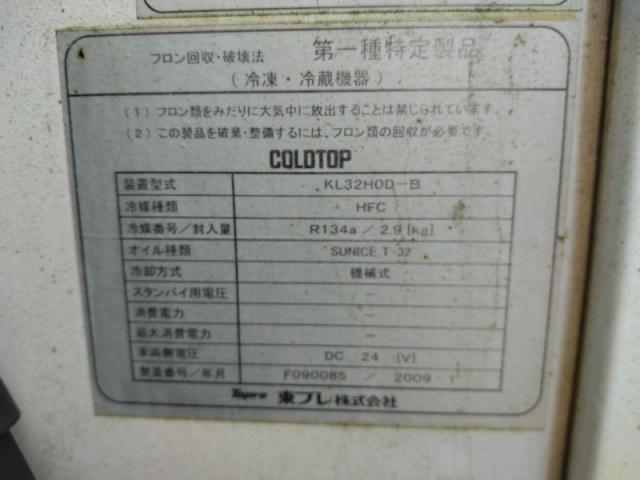 フロン回収・破壊法 第一種特定製品
(冷凍・冷蔵機器)
(1) フロン類をみだりに大気中に放出することは禁じられています。
(2) この製品を破棄・整備するには、フロン類の回収が必要です。
COLDTOP
装置型式 KL32HOD-B
冷媒種類 HFC
冷媒番号/封入量 R134a / 2.9 [kg]
オイル種類 SUNICE T-32
冷却方式 機械式
スタンバイ用電圧 -
消費電力 -
最大消費電力 -
車両側電圧 DC 24 [V]
製造番号/年月 F090085 / 2009-1
Topre 東プレ株式会社